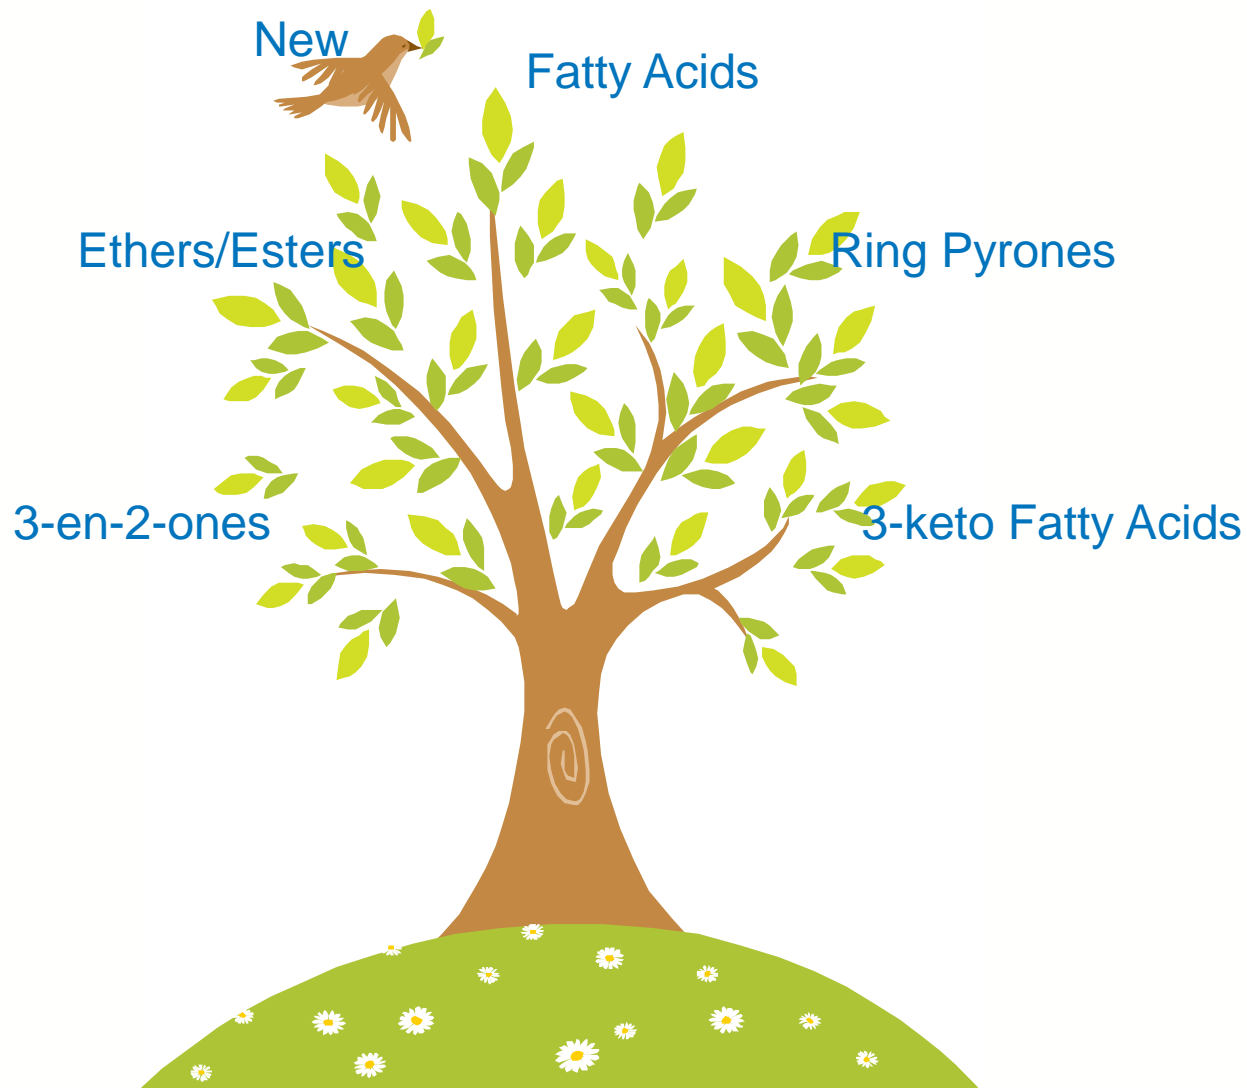 New
Fatty Acids
Ethers/Esters
Ring Pyrones
3-en-2-ones
3-keto Fatty Acids